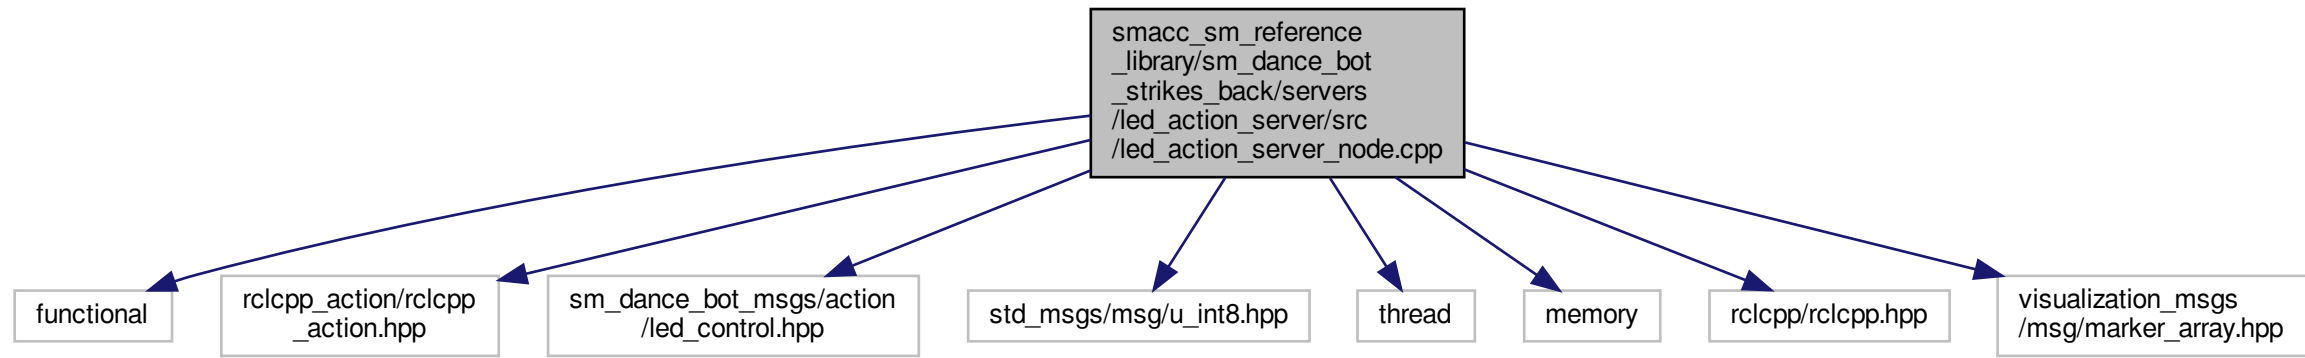 smacc_sm_reference
_library/sm_dance_bot
_strikes_back/servers
/led_action_server/src
/led_action_server_node.cpp
functional
rclcpp_action/rclcpp
_action.hpp
sm_dance_bot_msgs/action
/led_control.hpp
std_msgs/msg/u_int8.hpp
thread
memory
rclcpp/rclcpp.hpp
visualization_msgs
/msg/marker_array.hpp